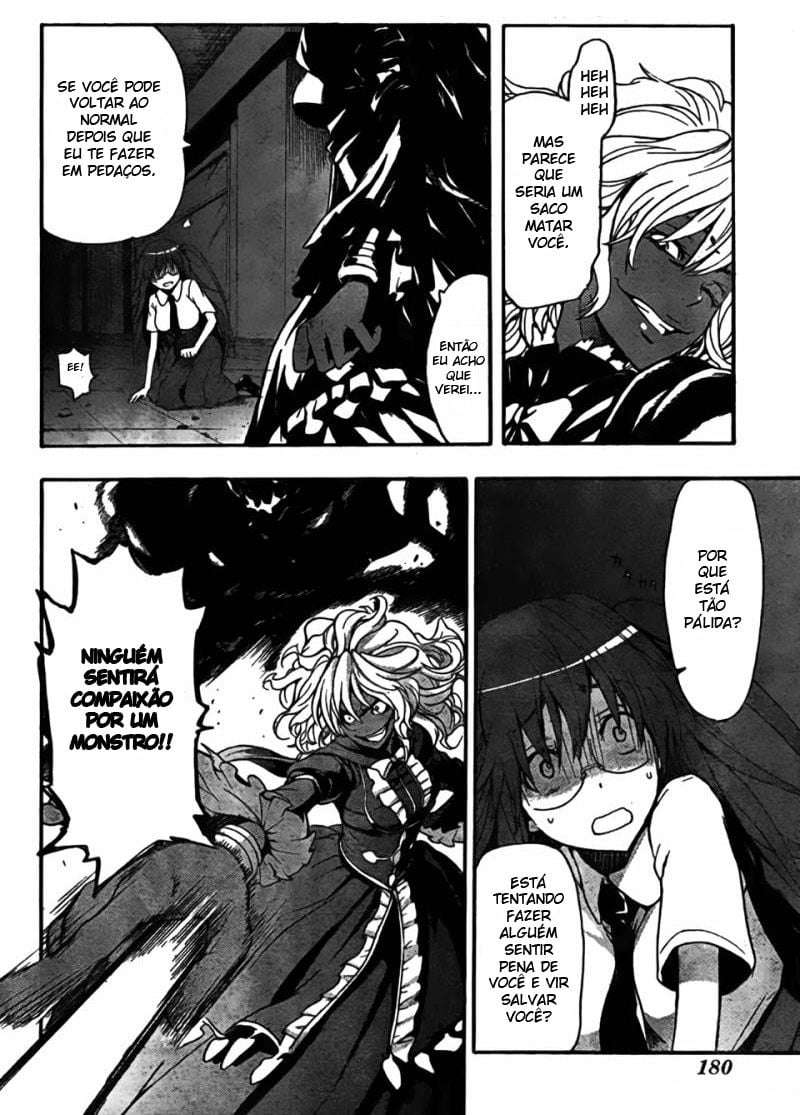 HEH
HEH
HEH
MAS
PARECE
QUE
SERIA UM
SACO
MATAR
VOCÊ.
ENTÃO
EU ACHO
QUE
VEREI...
SE VOCÊ PODE
VOLTAR AO
NORMAL
DEPOIS QUE
EU TE FAZER
EM PEDAÇOS.
EE!
POR
QUE
ESTÁ
TÃO
PÁLIDA?
ESTÁ
TENTANDO
FAZER
ALGUÉM
SENTIR
PENA DE
VOCÊ E VIR
SALVAR
VOCÊ?
NINGUÉM
SENTIRÁ
COMPAIXÃO
POR UM
MONSTRO!!
180